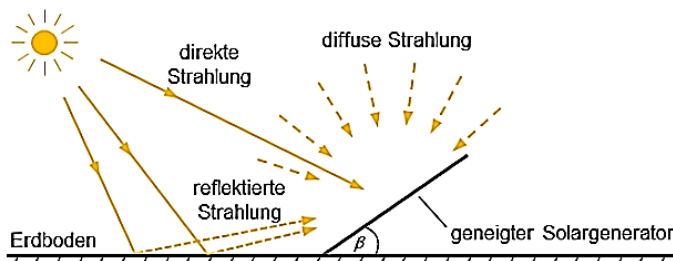 direkte
Strahlung
diffuse Strahlung
reflektierte
Strahlung
Erdboden
β
geneigter Solargenerator